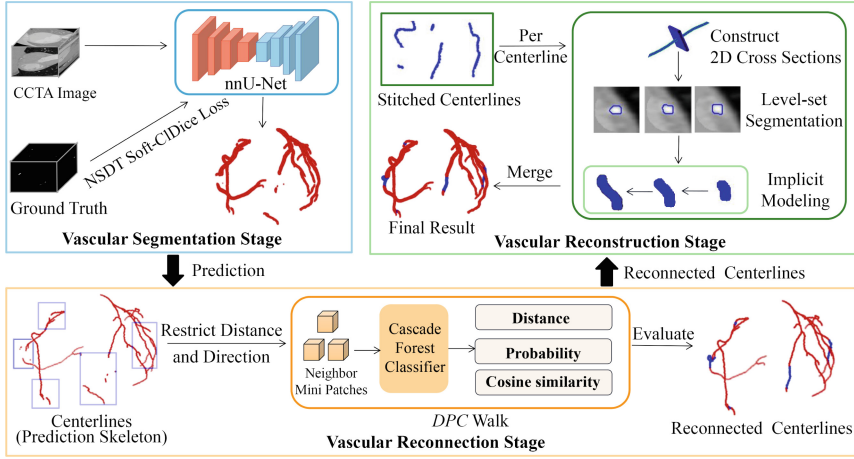 CCTA Image
nnU-Net
NSDT Soft-ClDice Loss
Ground Truth
Vascular Segmentation Stage
Prediction
Stitched Centerlines
Per
Centerline
Construct
2D Cross Sections
Level-set
Segmentation
Implicit
Modeling
Merge
Final Result
Vascular Reconstruction Stage
Reconnected Centerlines
Centerlines
(Prediction Skeleton)
Restrict Distance
and Direction
Neighbor
Mini Patches
Cascade
Forest
Classifier
Distance
Probability
Cosine similarity
DPC Walk
Vascular Reconnection Stage
Evaluate
Reconnected Centerlines